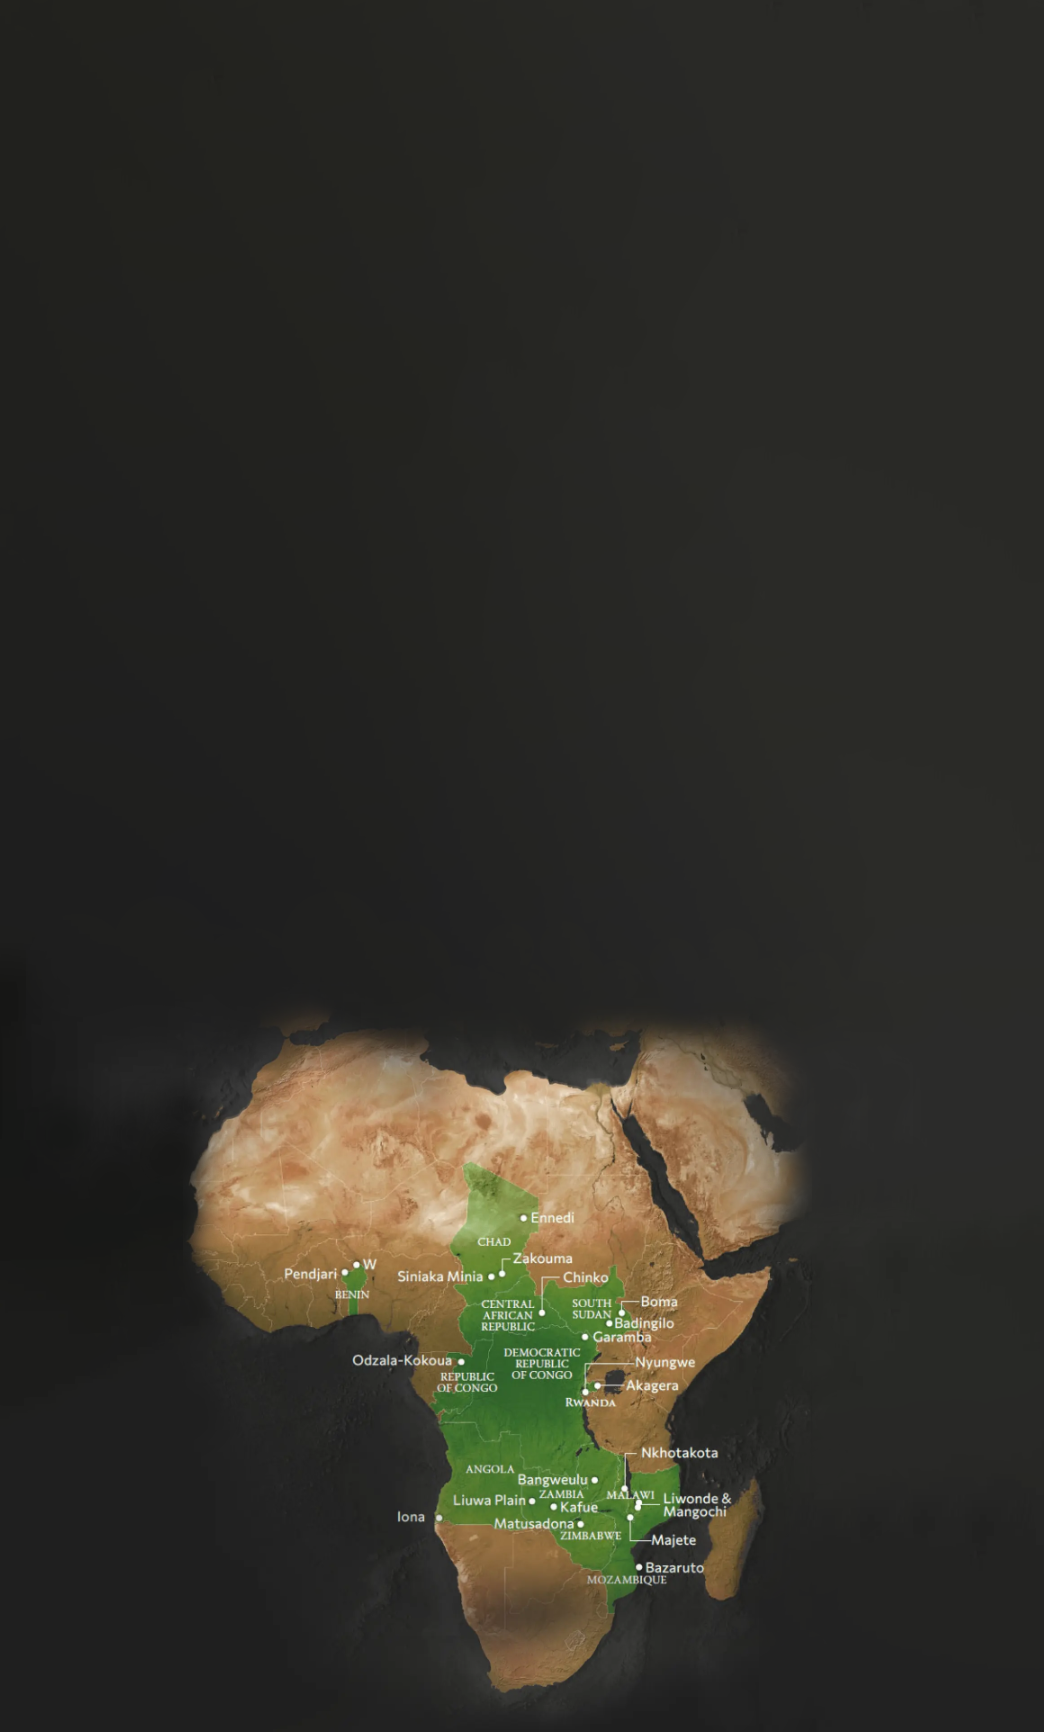 Ennedi
CHAD
Zakouma
W
Pendjari
Siniaka Minia
Chinko
BENIN
CENTRAL
AFRICAN
REPUBLIC
SOUTH
SUDAN
Boma
Badingilo
Garamba
DEMOCRATIC
REPUBLIC
OF CONGO
Odzala-Kokoua
Nyungwe
REPUBLIC
OF CONGO
Akagera
RWANDA
Nkhotakota
ANGOLA
Bangweulu
ZAMBIA
MALAWI
Liwonde &
Mangochi
Liuwa Plain
Kafue
Iona
Matusadona
ZIMBABWE
Majete
Bazaruto
MOZAMBIQUE